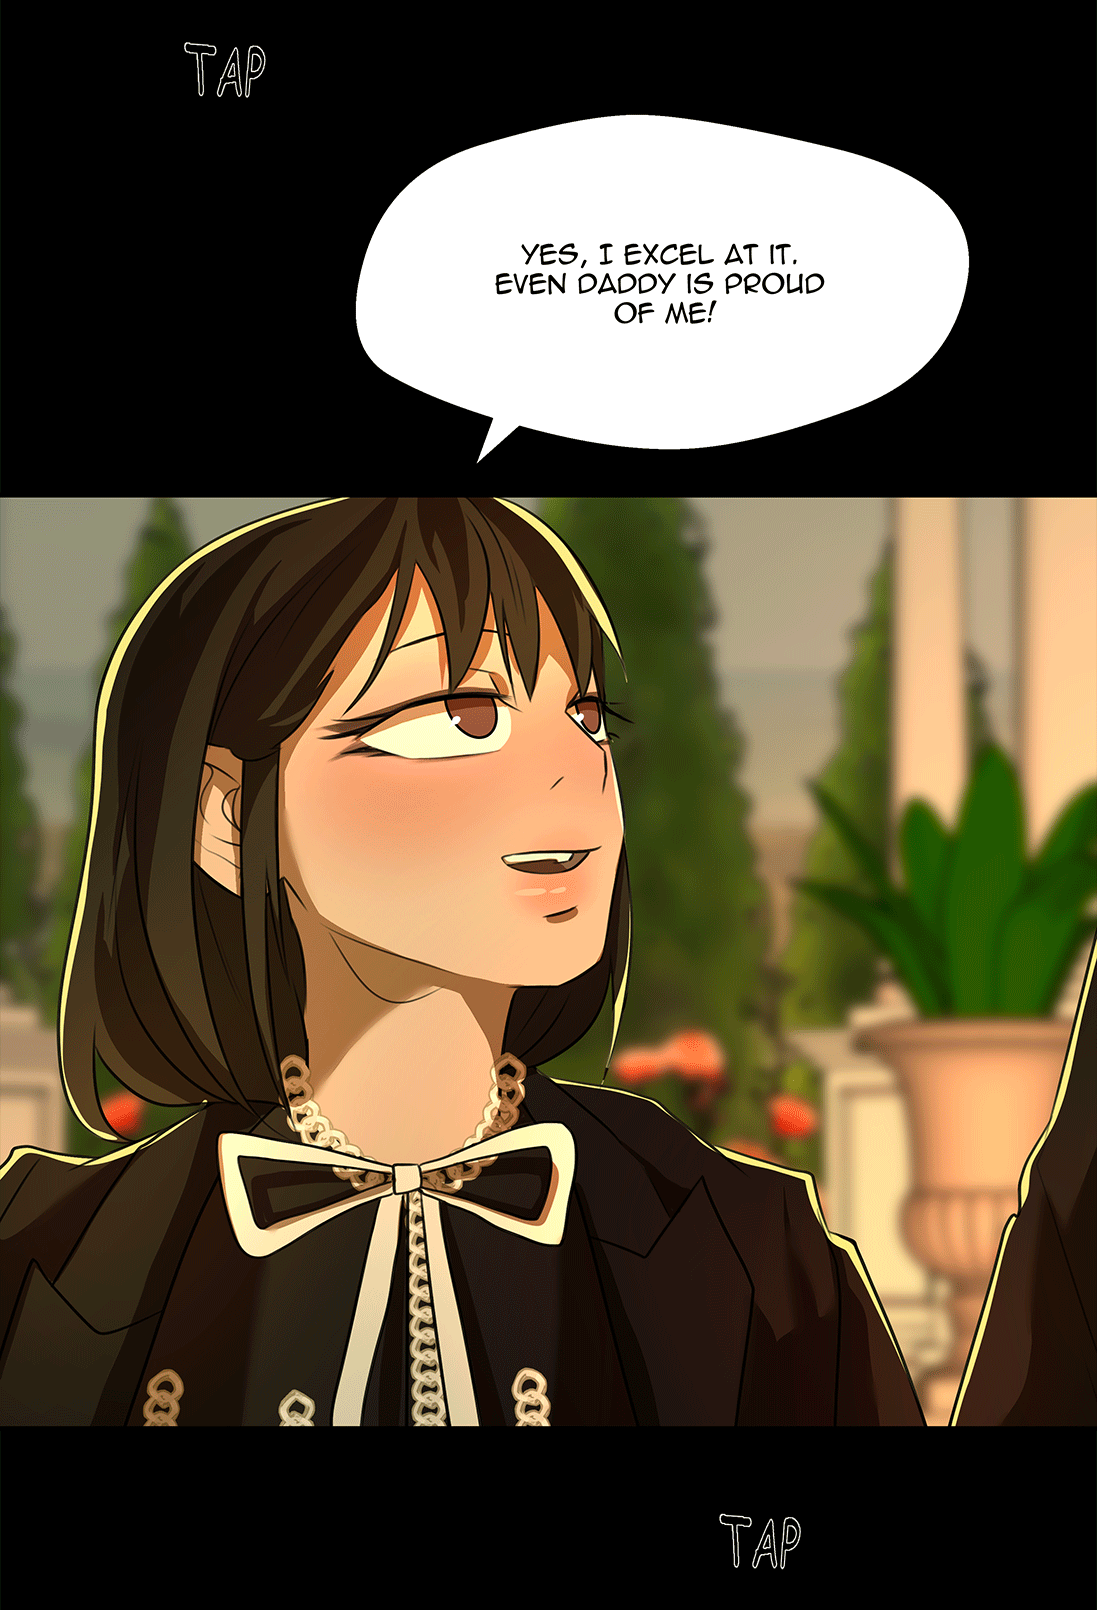 TAP
YES, I EXCEL AT IT.
EVEN DADDY IS PROUD
OF ME!
TAP